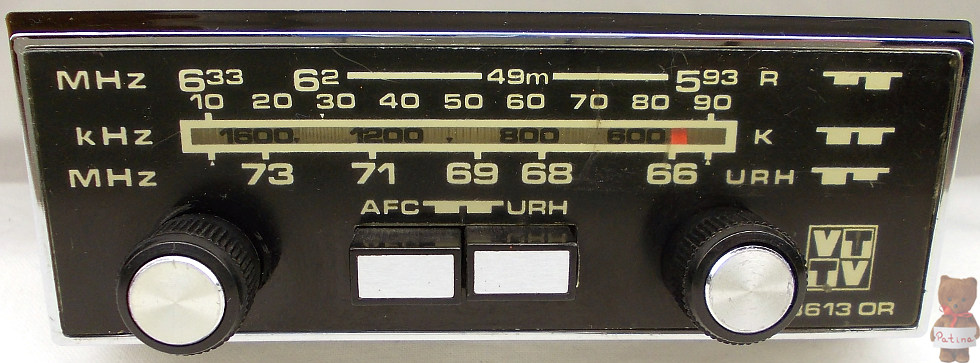 MHz 633 62 49m 593 R
10 20 30 40 50 60 70 80 90
kHz 1600 1200 800 600 K
MHz 73 71 69 68 66 URH
AFC URH
VT
TV
613 OR
Patina